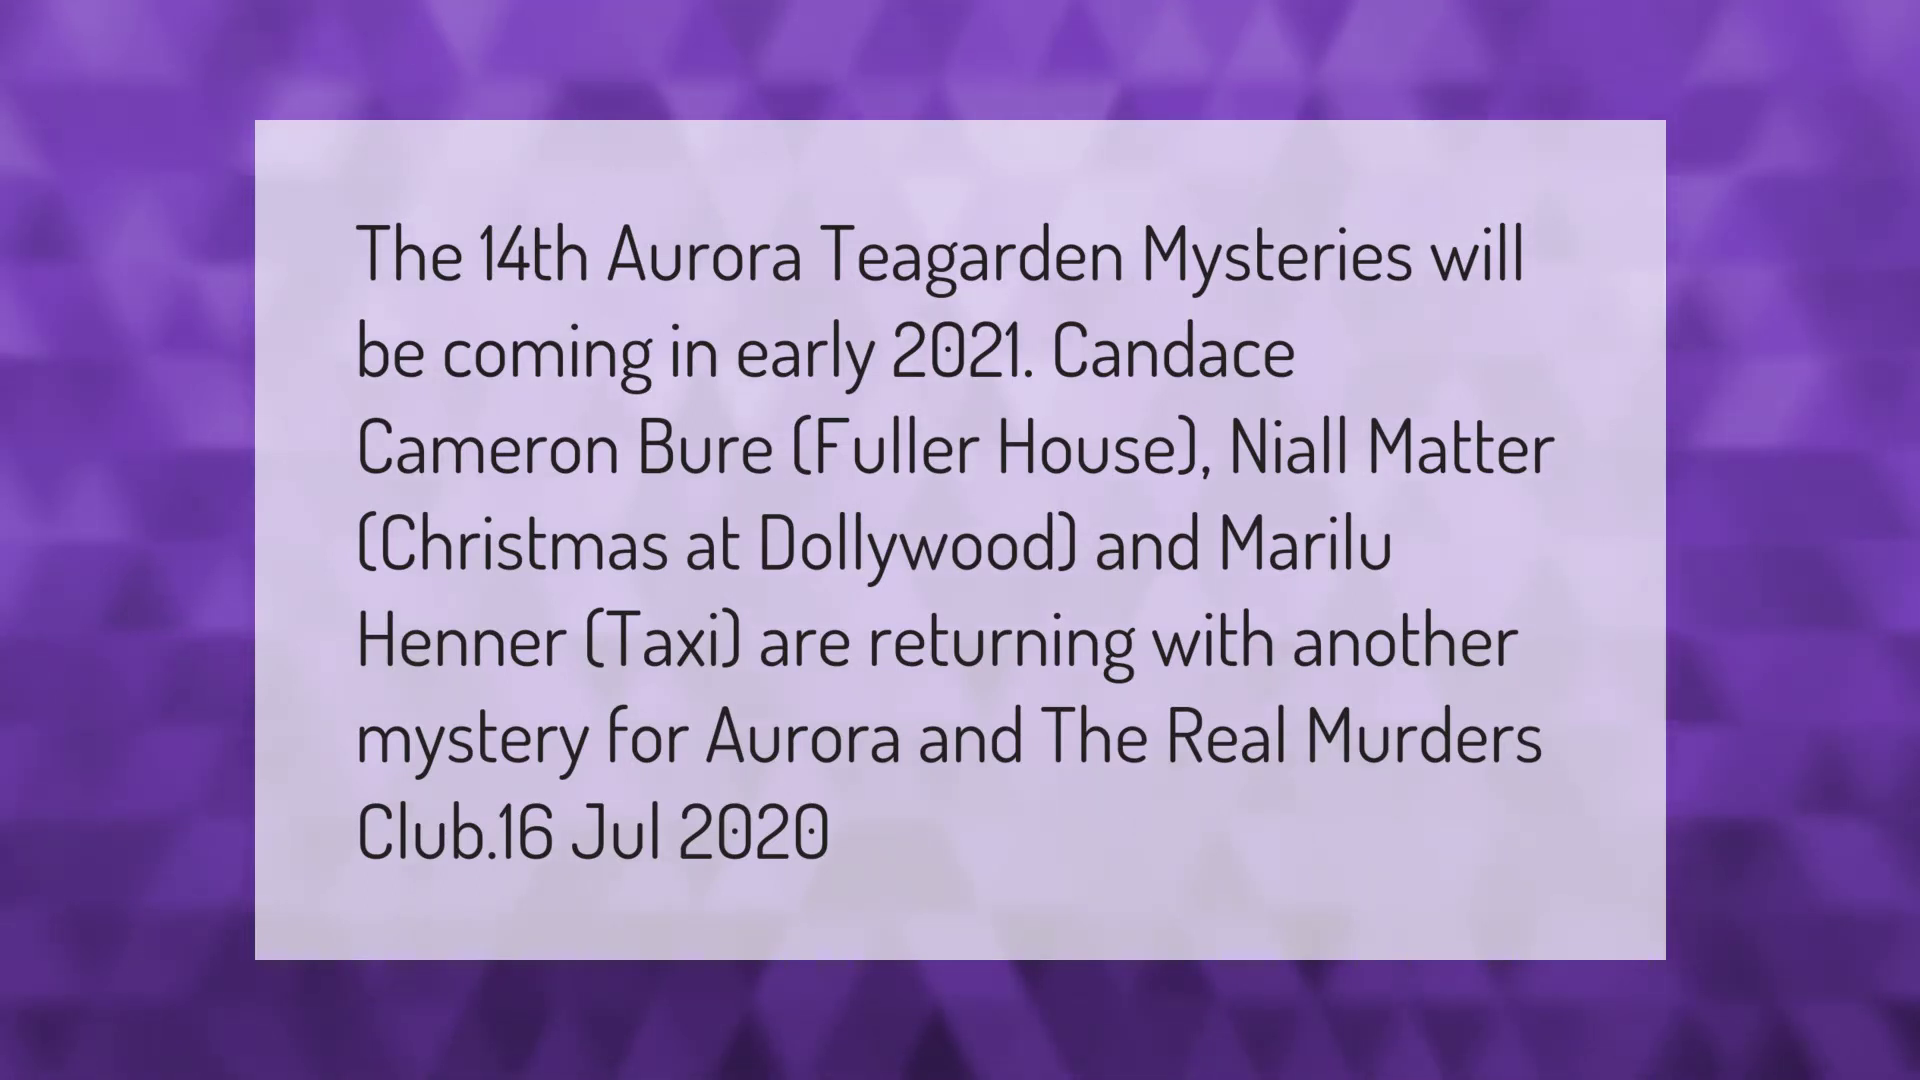 The 14th Aurora Teagarden Mysteries will
be coming in early 2021. Candace
Cameron Bure (Fuller House), Niall Matter
(Christmas at Dollywood) and Marilu
Henner (Taxi) are returning with another
mystery for Aurora and The Real Murders
Club.16 Jul 2020